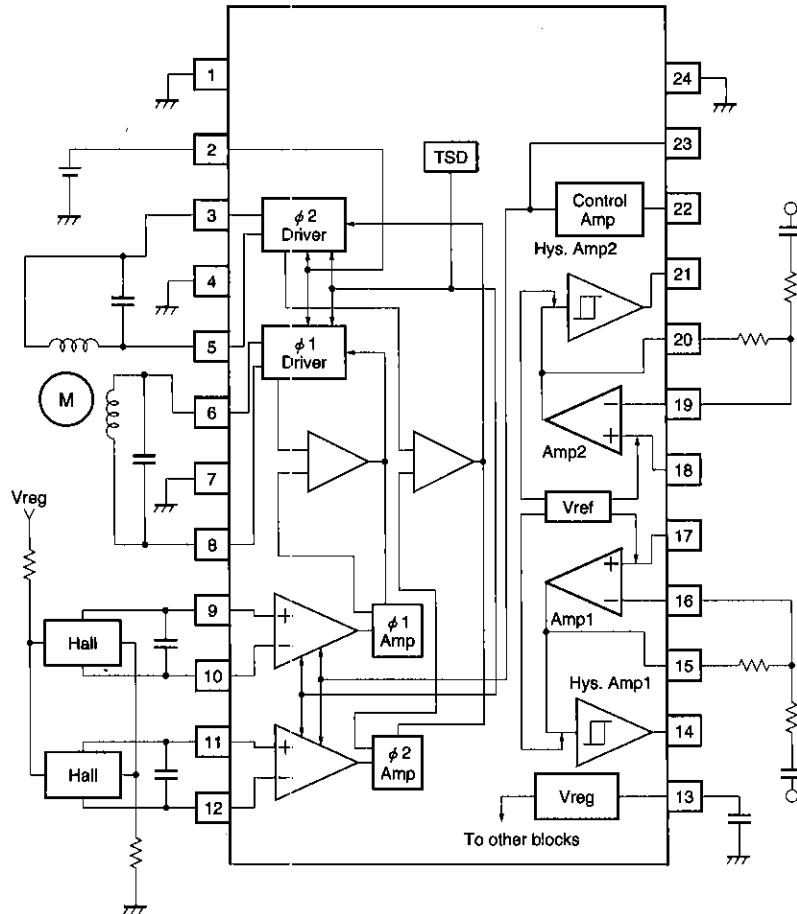 1
24
2
23
TSD
3
φ2
Driver
Control
Amp
22
Hys. Amp2
4
21
5
φ1
Driver
20
M
6
−
19
+
Amp2
18
7
Vref
Vreg
17
8
+
−
16
9
+
φ1
Amp
Amp1
Hall
−
15
10
Hys. Amp1
11
+
14
φ2
Amp
Hall
−
12
Vreg
13
To other blocks